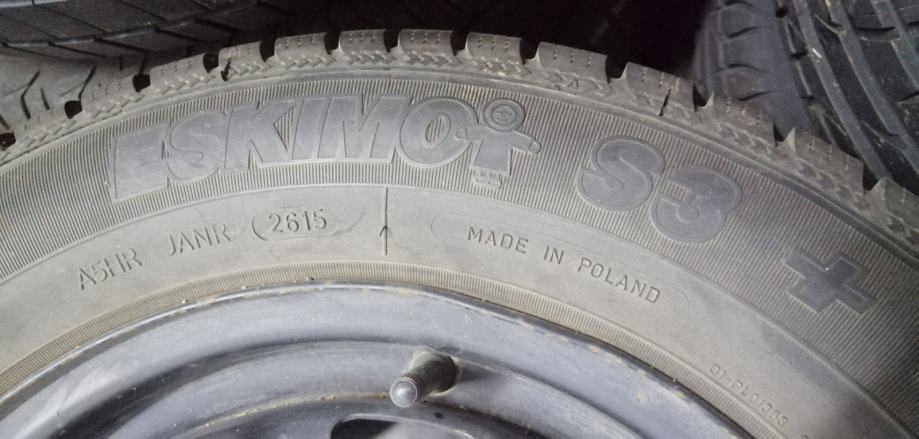 ESKIMO S3 +
A5HR JANR 2615
MADE IN POLAND